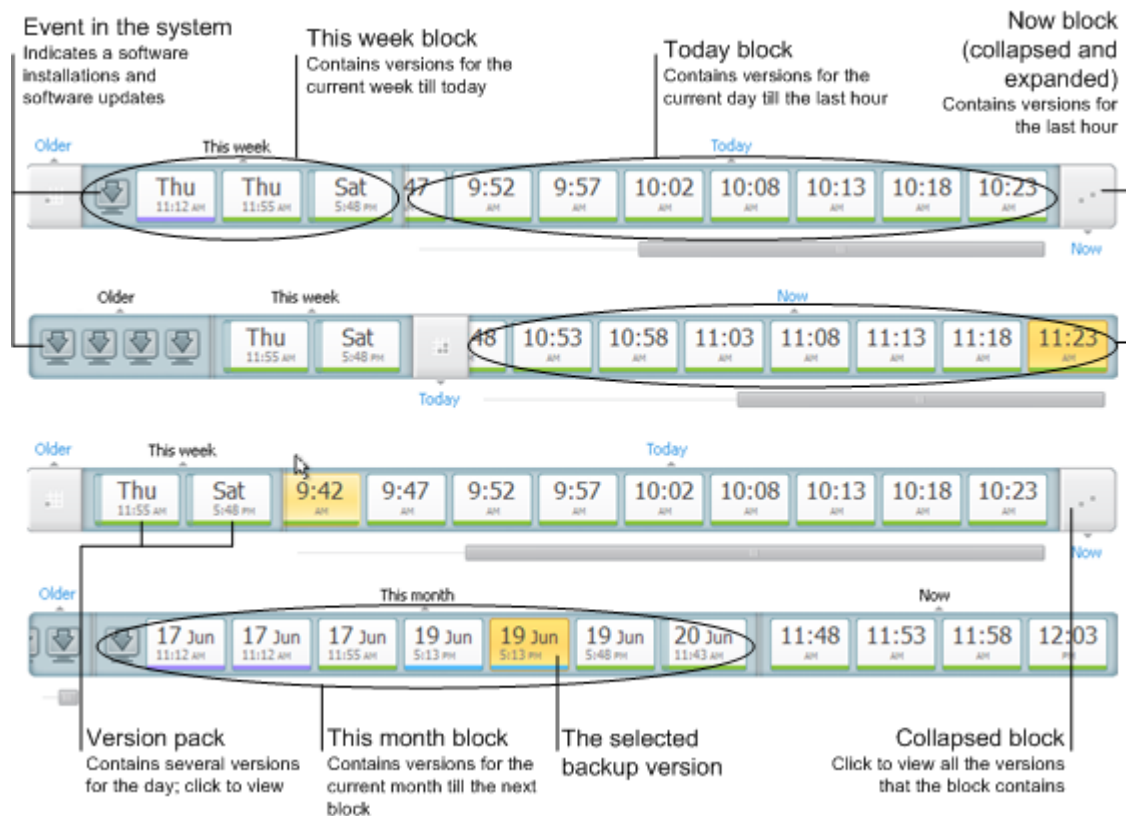 Event in the system
Indicates a software
installations and
software updates
This week block
Contains versions for the
current week till today
Today block
Contains versions for the
current day till the last hour
Now block
(collapsed and
expanded)
Contains versions for
the last hour
Older This week Today
Thu Thu Sat 47 9:52 9:57 10:02 10:08 10:13 10:18 10:23
11:12 AM 11:55 AM 5:48 PM AM AM AM AM AM AM AM
Now
Older This week Now
Thu Sat 48 10:53 10:58 11:03 11:08 11:13 11:18 11:23
11:55 AM 5:48 PM AM AM AM AM AM AM AM
Today
Older This week Today
Thu Sat 9:42 9:47 9:52 9:57 10:02 10:08 10:13 10:18 10:23
11:55 AM 5:48 PM AM AM AM AM AM AM AM AM AM
Now
Older This month Now
17 Jun 17 Jun 17 Jun 19 Jun 19 Jun 19 Jun 20 Jun 11:48 11:53 11:58 12:03
11:12 AM 11:12 AM 11:55 AM 5:13 PM 5:13 PM 5:48 PM 11:43 AM AM AM AM PM
Version pack
Contains several versions
for the day; click to view
This month block
Contains versions for the
current month till the next
block
The selected
backup version
Collapsed block
Click to view all the versions
that the block contains